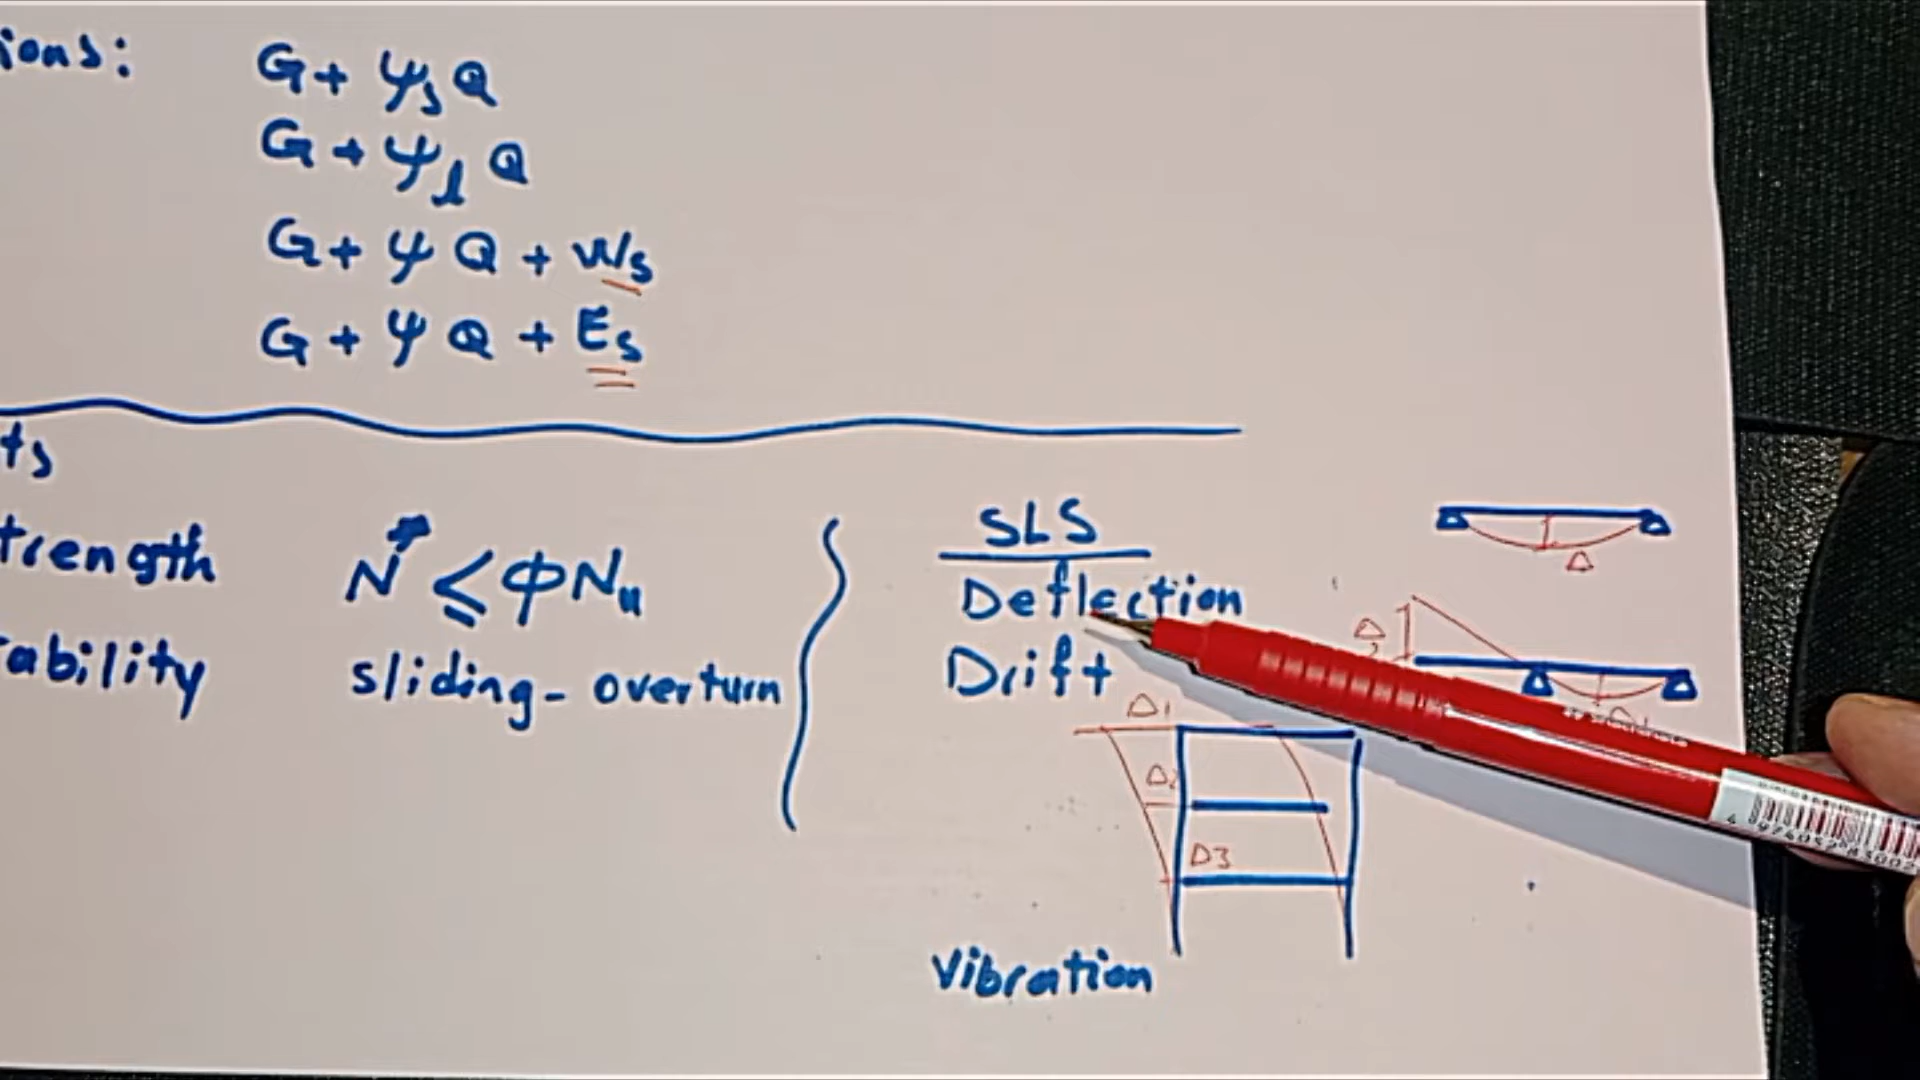 ions:
G + ψs Q
G + ψl Q
G + ψ Q + Ws
G + ψ Q + Es
ts
trength N* ≤ ΦNu
ability sliding - overturn
SLS
Deflection
Drift
Δ
Δ
Δ1
Δ2
Δ3
Vibration